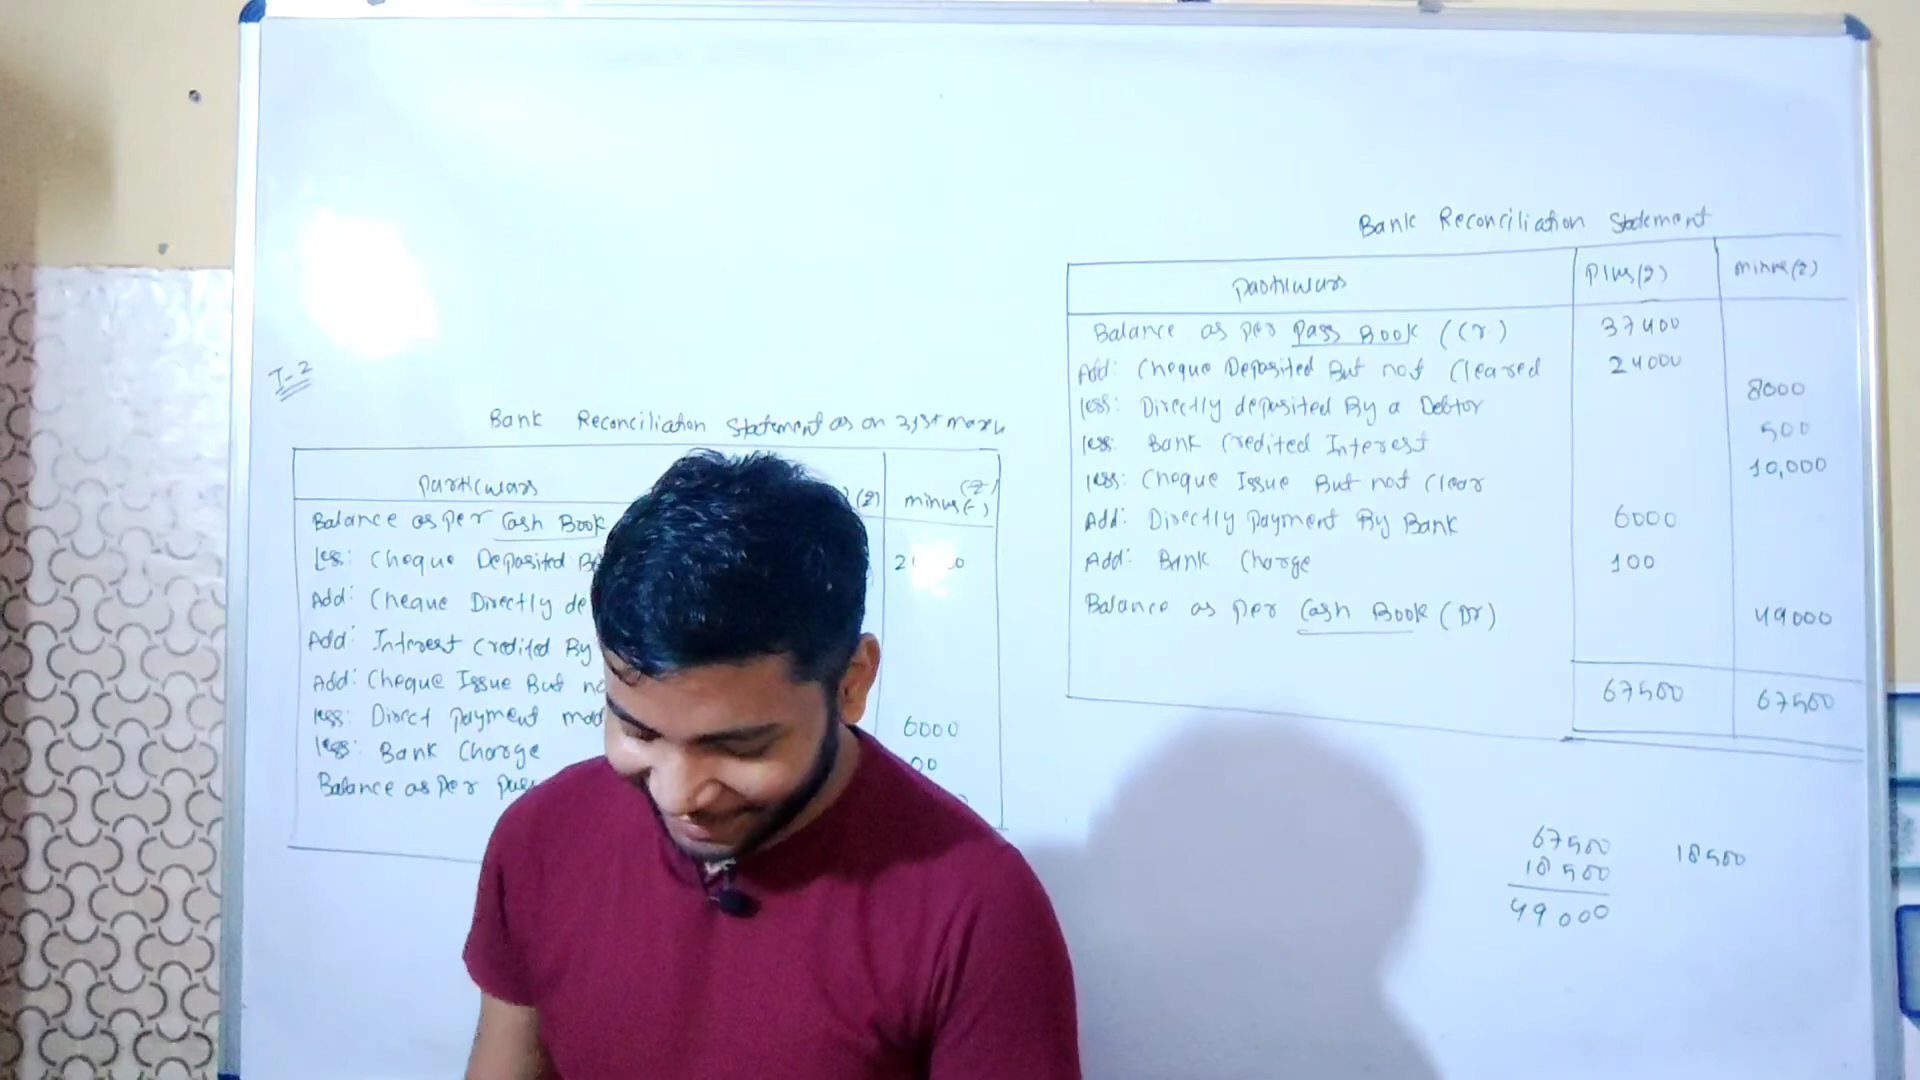 I-2
Bank Reconciliation Statement as on 31st march
Particulars (₹) minus(-) (₹)
Balance as per Cash Book
less: Cheque Deposited
Add: Cheque Directly
Add: Interest Credited By
Add: Cheque Issue But
less: Direct payment 6000
less: Bank Charge
Balance as per
Bank Reconciliation Statement
Particulars Plus(₹) minus(₹)
Balance as per Pass Book (Cr.) 37400
Add: Cheque Deposited But not Cleared 24000
less: Directly deposited By a Debtor 8000
less: Bank Credited Interest 500
less: Cheque Issue But not Clear 10,000
Add: Directly payment By Bank 6000
Add: Bank Charge 100
Balance as per Cash Book (Dr) 49000
67500 67500
67500
18500
49000
18500